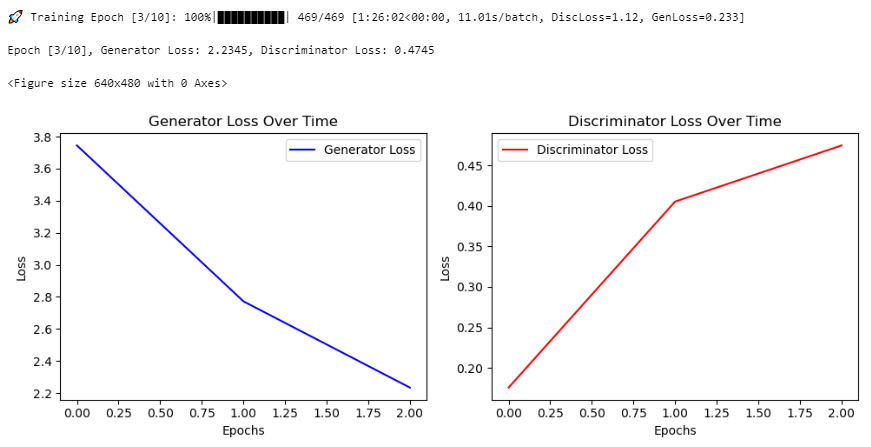 🚀 Training Epoch [3/10]: 100%|██████████| 469/469 [1:26:02<00:00, 11.01s/batch, DiscLoss=1.12, GenLoss=0.233]
Epoch [3/10], Generator Loss: 2.2345, Discriminator Loss: 0.4745
<Figure size 640x480 with 0 Axes>
Generator Loss Over Time
Generator Loss
3.8
3.6
3.4
3.2
3.0
2.8
2.6
2.4
2.2
Loss
0.00 0.25 0.50 0.75 1.00 1.25 1.50 1.75 2.00
Epochs
Discriminator Loss Over Time
Discriminator Loss
0.45
0.40
0.35
0.30
0.25
0.20
Loss
0.00 0.25 0.50 0.75 1.00 1.25 1.50 1.75 2.00
Epochs